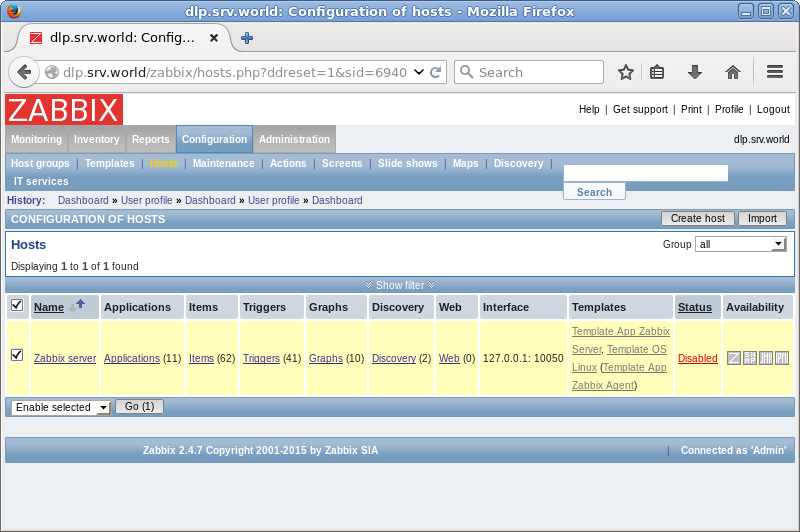 dlp.srv.world: Configuration of hosts - Mozilla Firefox
dlp.srv.world: Config...
dlp.srv.world/zabbix/hosts.php?ddreset=1&sid=6940
Search
ZABBIX
Help | Get support | Print | Profile | Logout
Monitoring Inventory Reports Configuration Administration
dlp.srv.world
Host groups | Templates | Hosts | Maintenance | Actions | Screens | Slide shows | Maps | Discovery |
IT services
Search
History: Dashboard » User profile » Dashboard » User profile » Dashboard
CONFIGURATION OF HOSTS
Create host Import
Hosts
Group all
Displaying 1 to 1 of 1 found
Show filter
Name Applications Items Triggers Graphs Discovery Web Interface Templates Status Availability
Zabbix server Applications (11) Items (62) Triggers (41) Graphs (10) Discovery (2) Web (0) 127.0.0.1: 10050
Template App Zabbix
Server, Template OS
Linux (Template App
Zabbix Agent)
Disabled
Z SNMP JMX IPMI
Enable selected Go (1)
Zabbix 2.4.7 Copyright 2001-2015 by Zabbix SIA
| Connected as 'Admin'